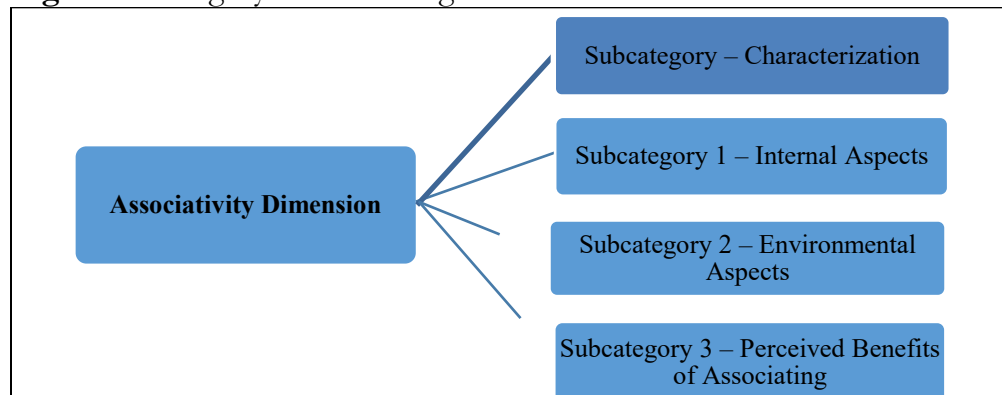 Subcategory – Characterization
Subcategory 1 – Internal Aspects
Associativity Dimension
Subcategory 2 – Environmental
Aspects
Subcategory 3 – Perceived Benefits
of Associating